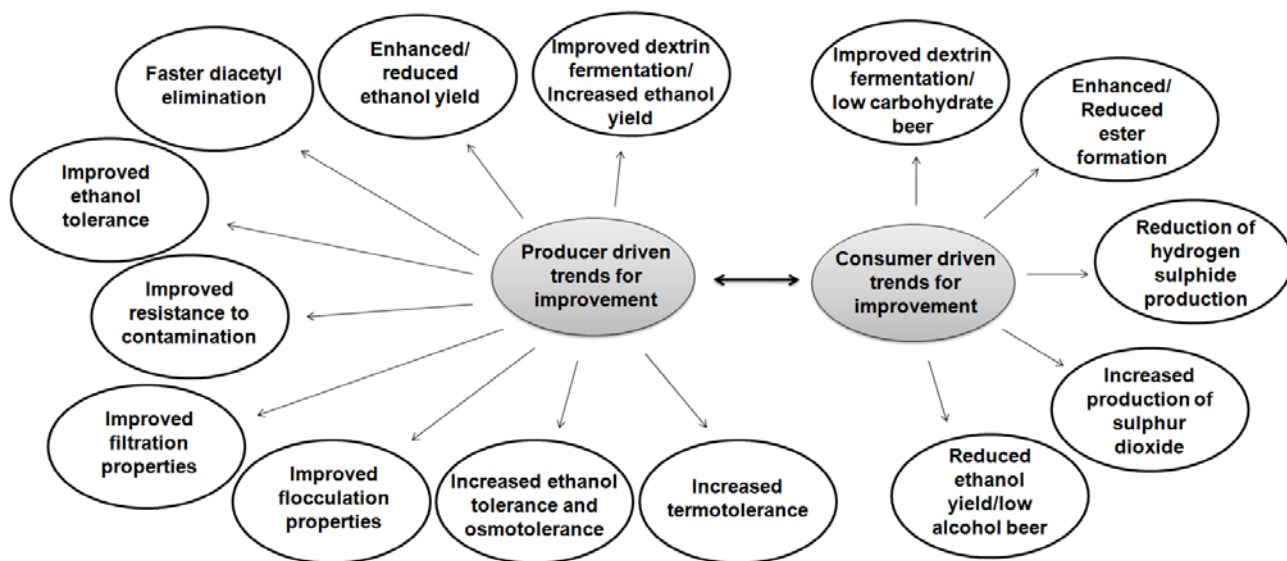 Faster diacetyl
elimination
Enhanced/
reduced
ethanol yield
Improved dextrin
fermentation/
Increased ethanol
yield
Improved dextrin
fermentation/
low carbohydrate
beer
Enhanced/
Reduced
ester
formation
Improved
ethanol
tolerance
Producer driven
trends for
improvement
Consumer driven
trends for
improvement
Reduction of
hydrogen
sulphide
production
Improved
resistance to
contamination
Improved
filtration
properties
Improved
flocculation
properties
Increased ethanol
tolerance and
osmotolerance
Increased
termotolerance
Reduced
ethanol
yield/low
alcohol beer
Increased
production of
sulphur
dioxide